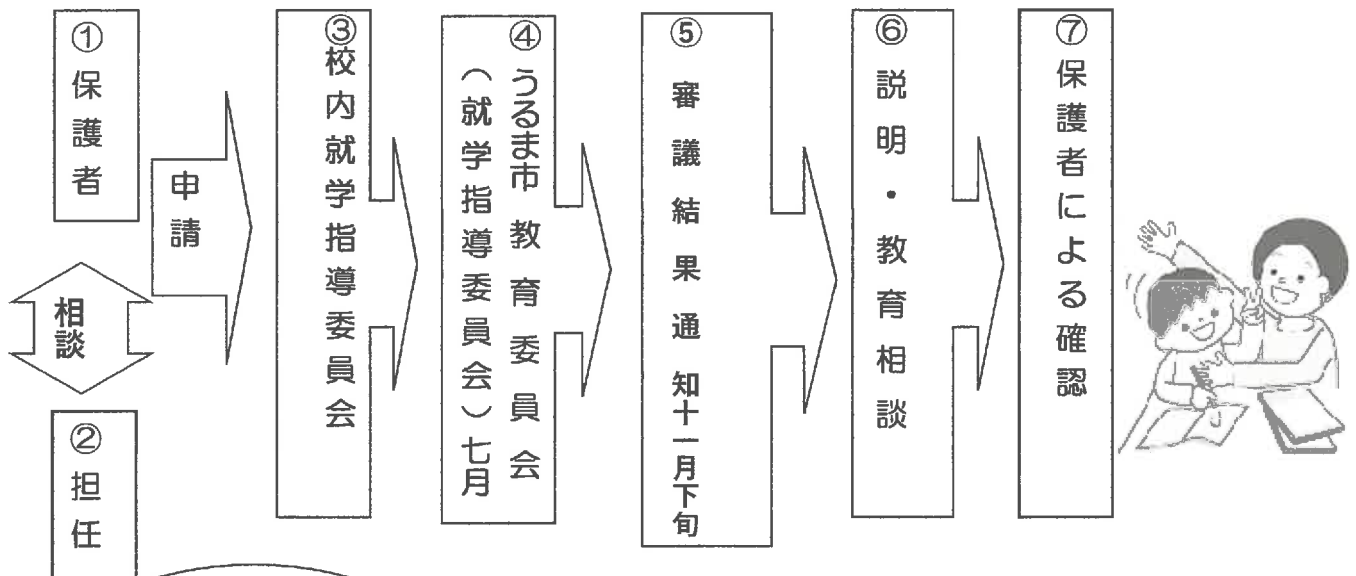 ①保護者
相談
②担任
申請
③校内就学指導委員会
④うるま市教育委員会
（就学指導委員会）七月
⑤審議結果通知十一月下旬
⑥説明・教育相談
⑦保護者による確認